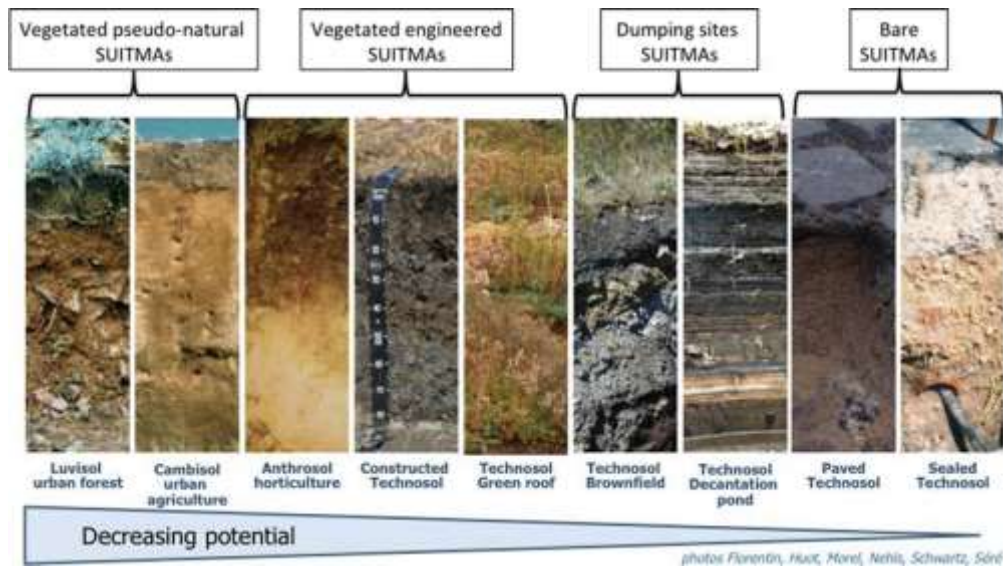 Vegetated pseudo-natural
SUITMAs
Vegetated engineered
SUITMAs
Dumping sites
SUITMAs
Bare
SUITMAs
Luvisol
urban forest
Cambisol
urban
agriculture
Anthrosol
horticulture
Constructed
Technosol
Technosol
Green roof
Technosol
Brownfield
Technosol
Decantation
pond
Paved
Technosol
Sealed
Technosol
Decreasing potential
photos Florentin, Huot, Morel, Nehls, Schwartz, Séré